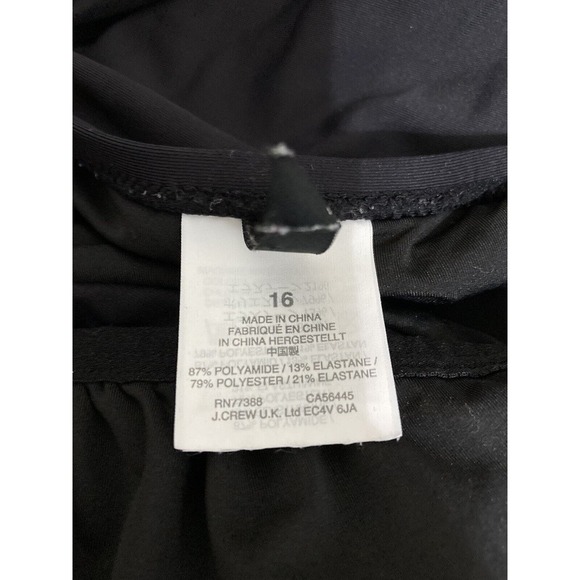 16
MADE IN CHINA
FABRIQUÉ EN CHINE
IN CHINA HERGESTELLT
中国製
87% POLYAMIDE / 13% ELASTANE /
79% POLYESTER / 21% ELASTANE
RN77388 CA56445
J.CREW U.K. Ltd EC4V 6JA